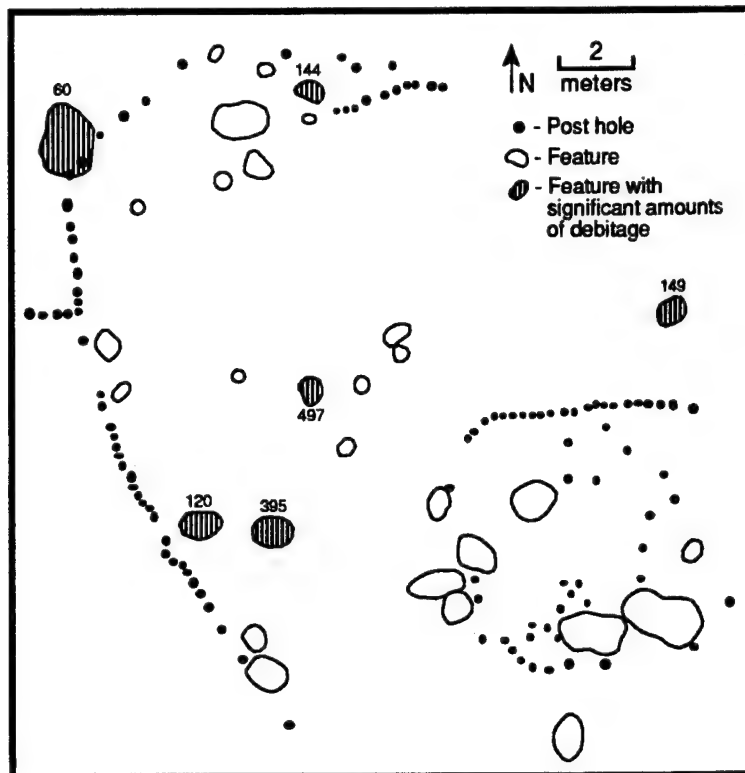 60
144
2
N
meters
- Post hole
- Feature
- Feature with
significant amounts
of debitage
149
497
120
395